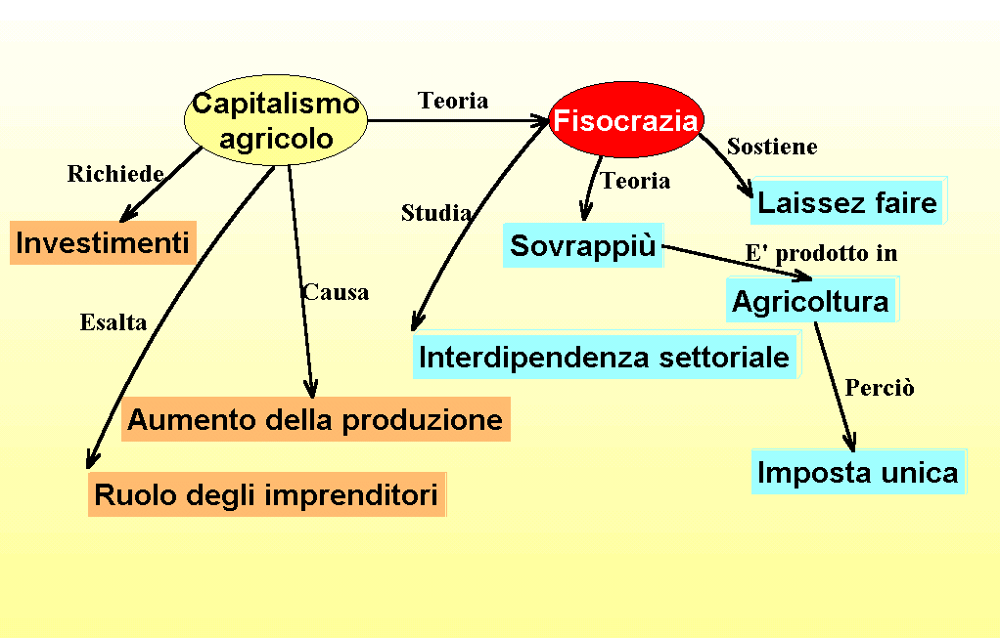 Capitalismo
agricolo
Teoria
Fisocrazia
Sostiene
Richiede
Teoria
Laissez faire
Studia
Investimenti
Sovrappiù
E' prodotto in
Causa
Agricoltura
Esalta
Interdipendenza settoriale
Perciò
Aumento della produzione
Imposta unica
Ruolo degli imprenditori